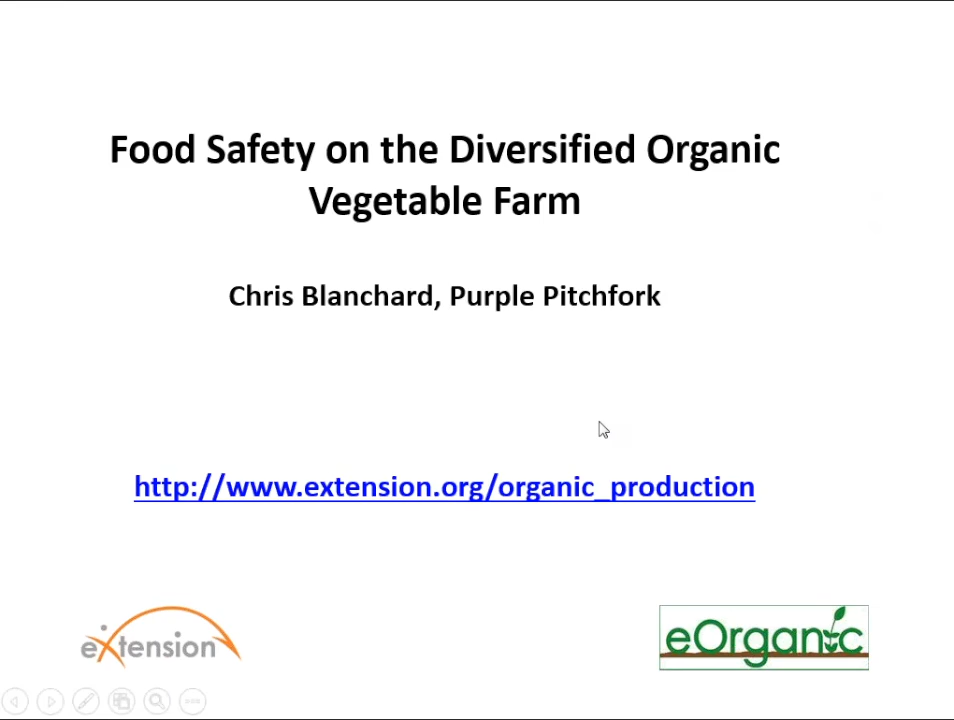 Food Safety on the Diversified Organic
Vegetable Farm
Chris Blanchard, Purple Pitchfork
http://www.extension.org/organic_production
eXtension
eOrganic